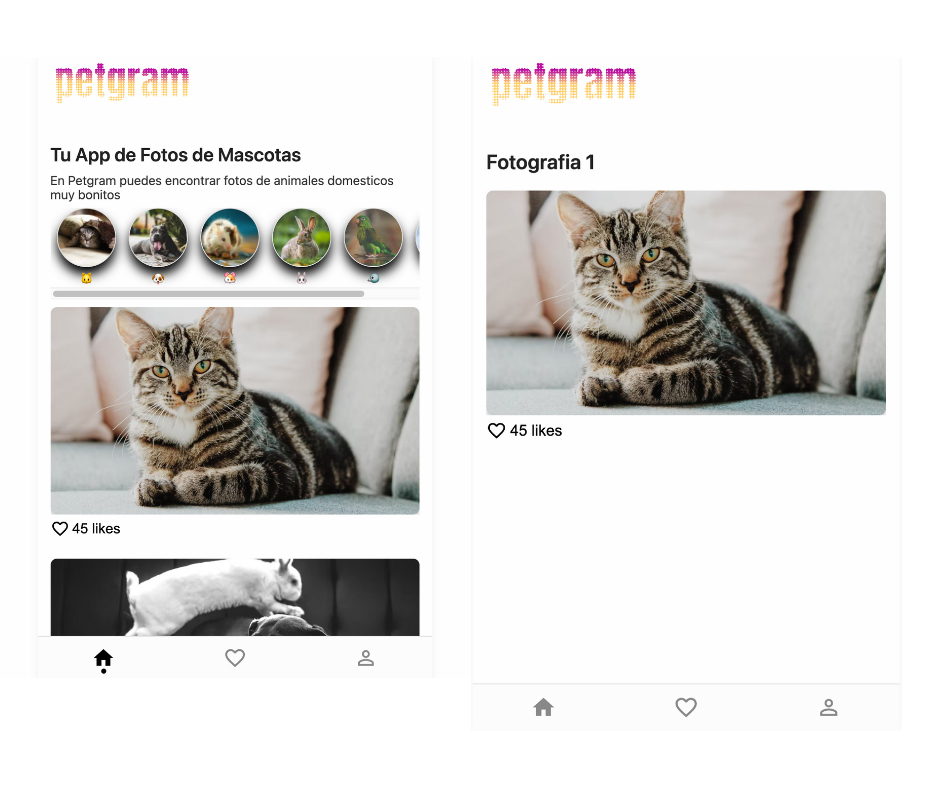 petgram
Tu App de Fotos de Mascotas
En Petgram puedes encontrar fotos de animales domesticos
muy bonitos
45 likes
petgram
Fotografia 1
45 likes